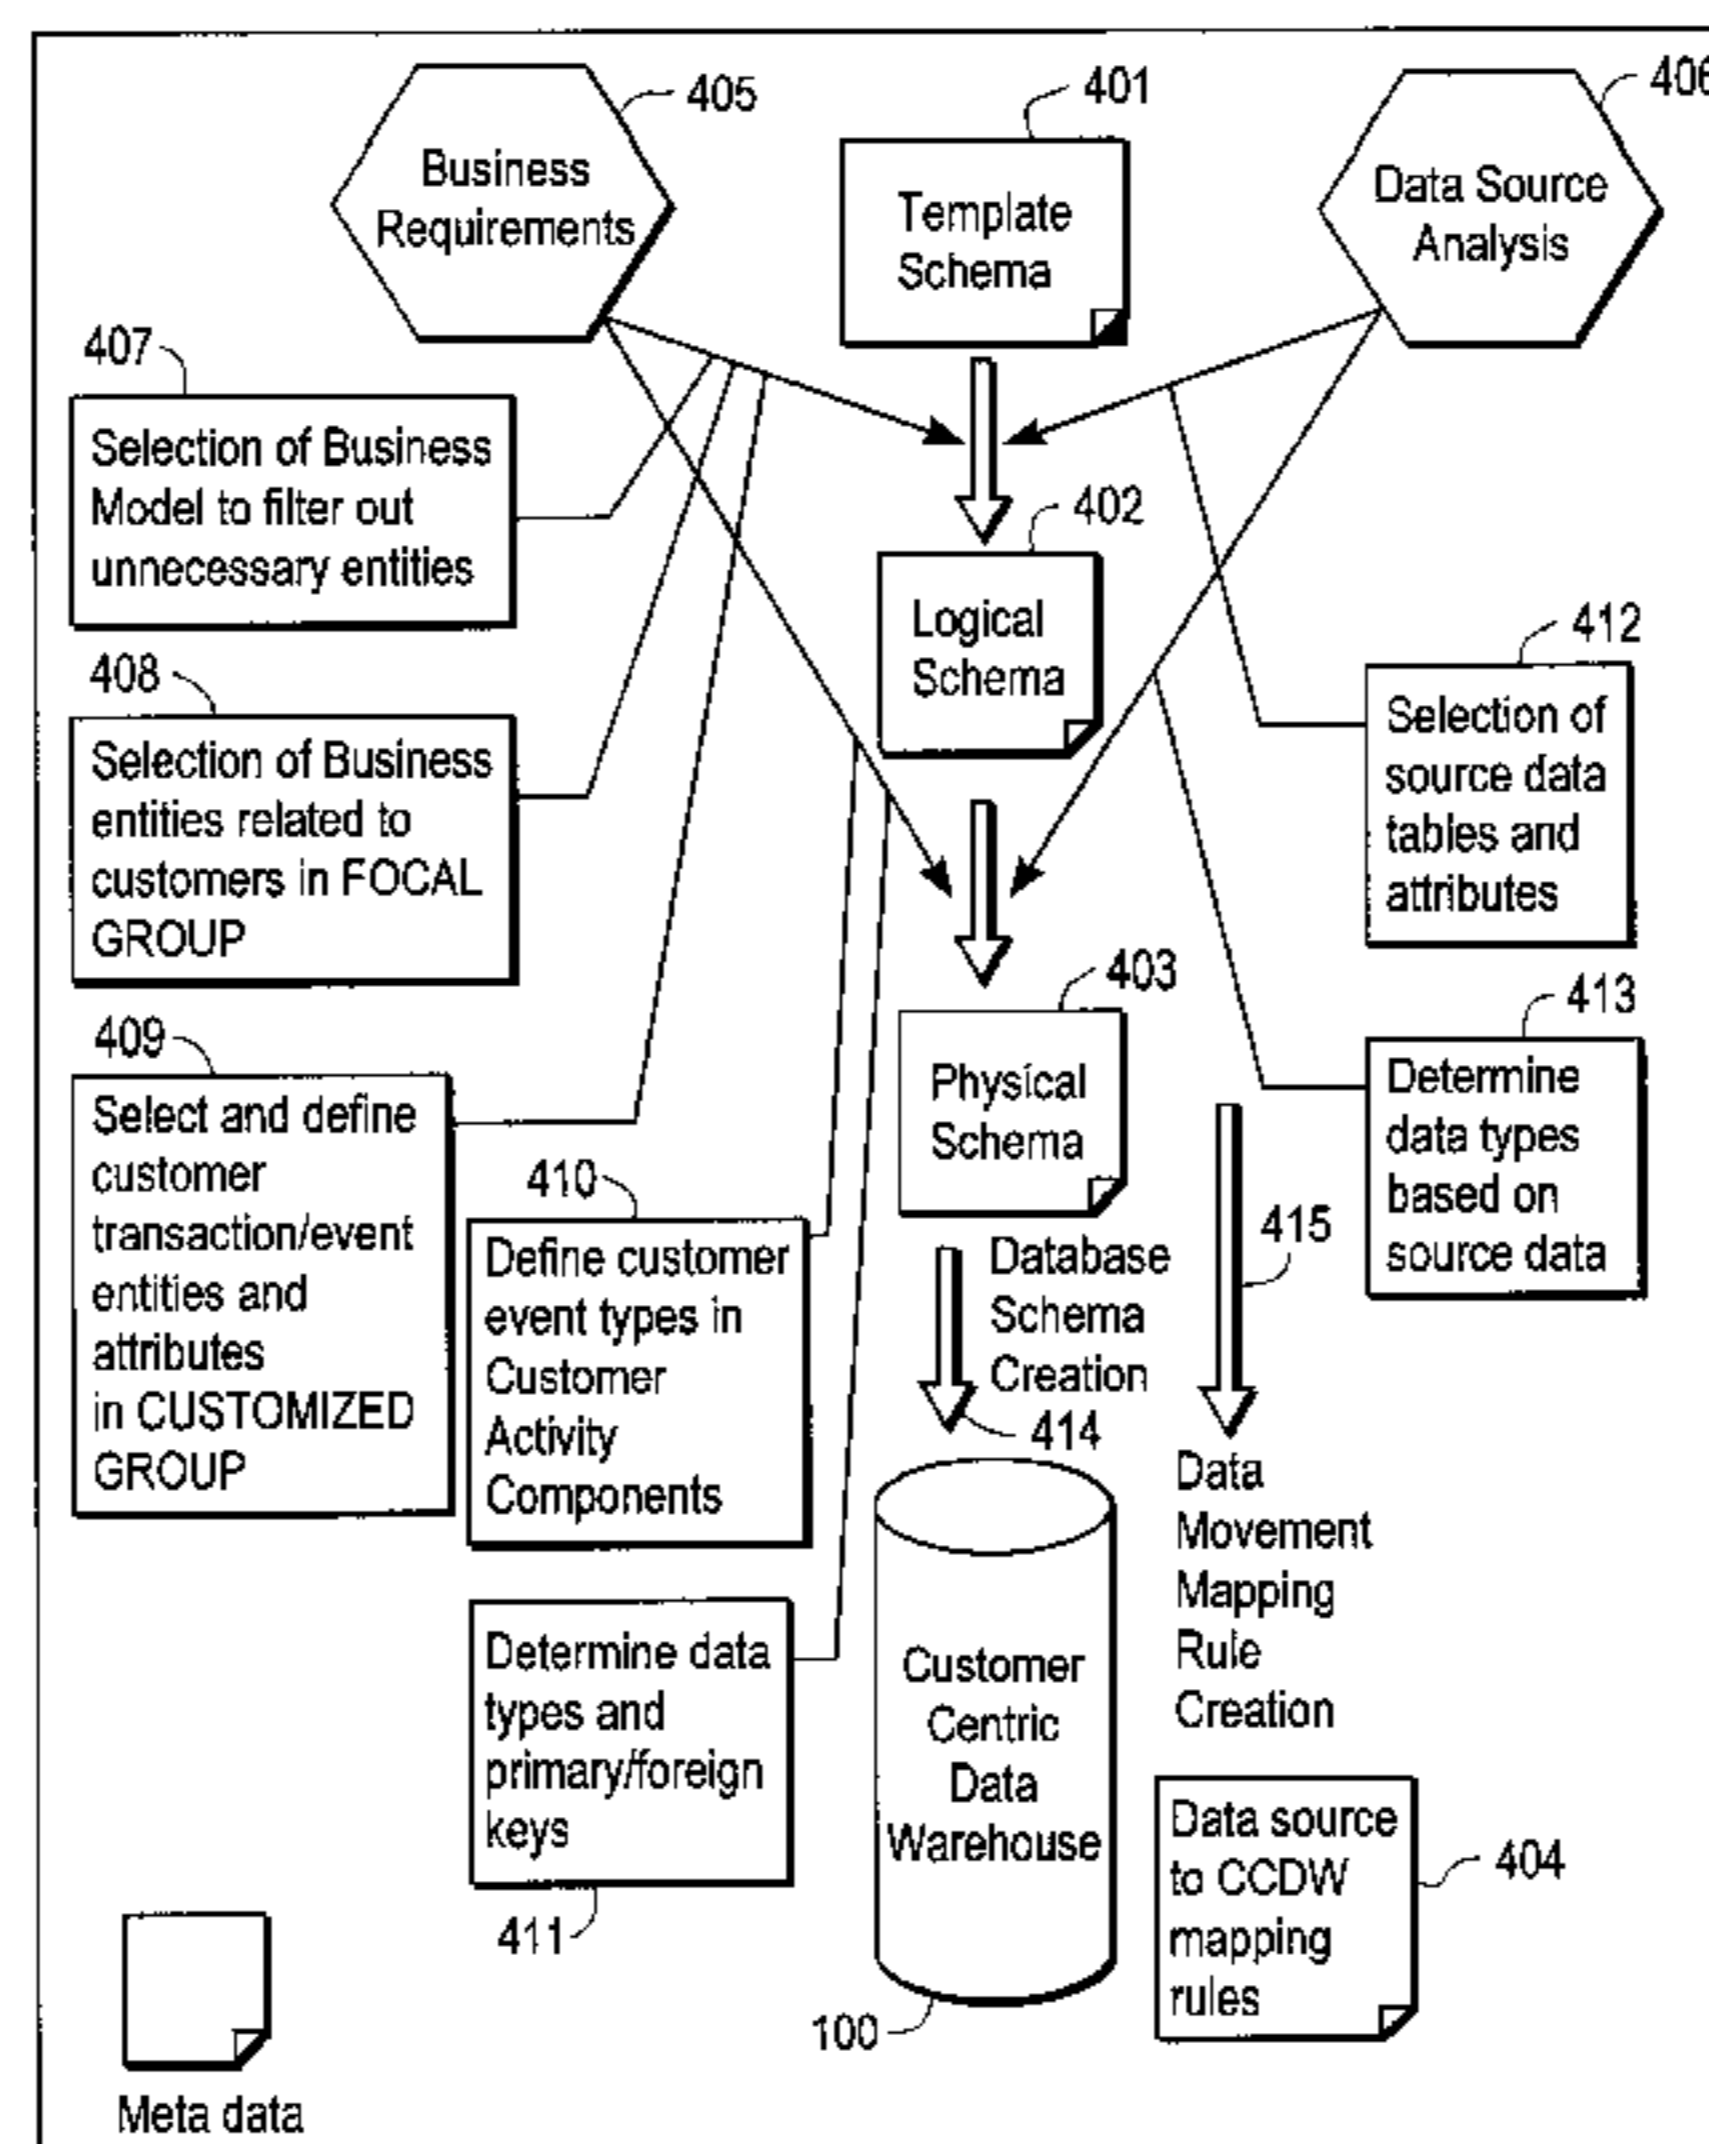 405
Business
Requirements
401
Template
Schema
406
Data Source
Analysis
407
Selection of Business
Model to filter out
unnecessary entities
402
Logical
Schema
408
Selection of Business
entities related to
customers in FOCAL
GROUP
412
Selection of
source data
tables and
attributes
409
Select and define
customer
transaction/event
entities and
attributes
in CUSTOMIZED
GROUP
403
Physical
Schema
413
Determine
data types
based on
source data
410
Define customer
event types in
Customer
Activity
Components
Database
Schema
Creation
414
415
Data
Movement
Mapping
Rule
Creation
Determine data
types and
primary/foreign
keys
411
Customer
Centric
Data
Warehouse
100
Data source
to CCDW
mapping
rules
404
Meta data